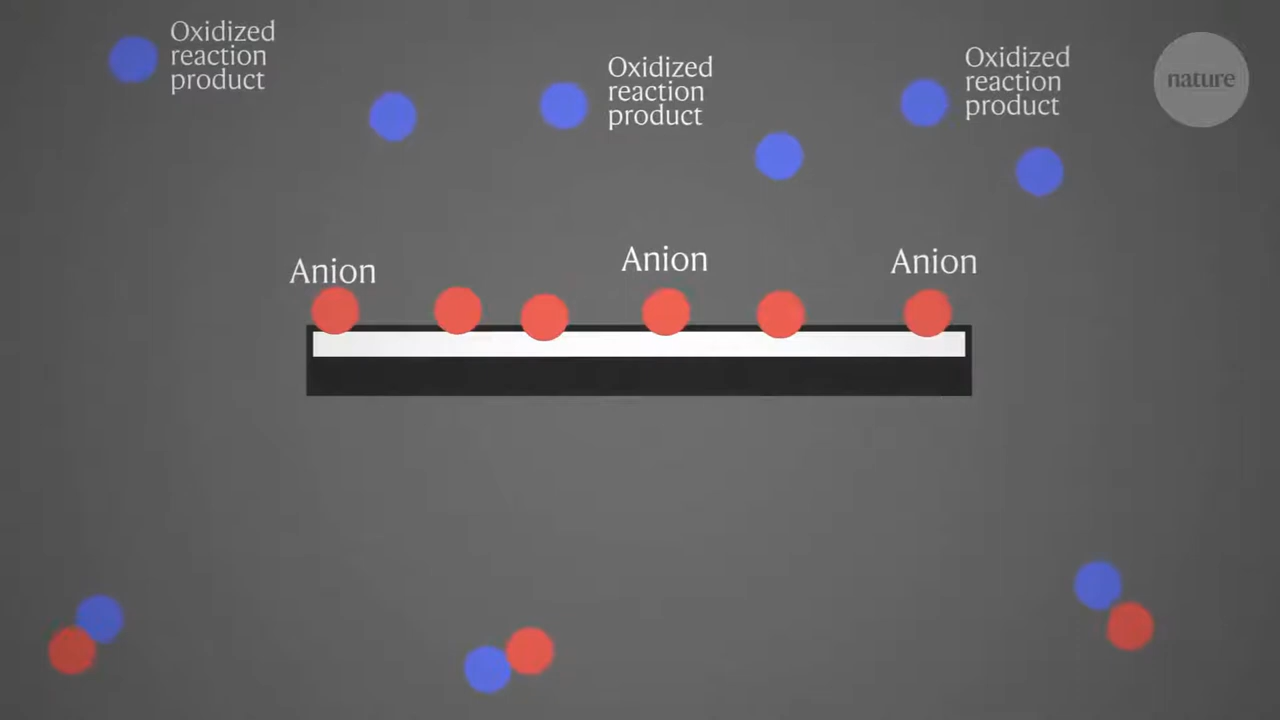 Oxidized
reaction
product
Oxidized
reaction
product
Oxidized
reaction
product
nature
Anion
Anion
Anion